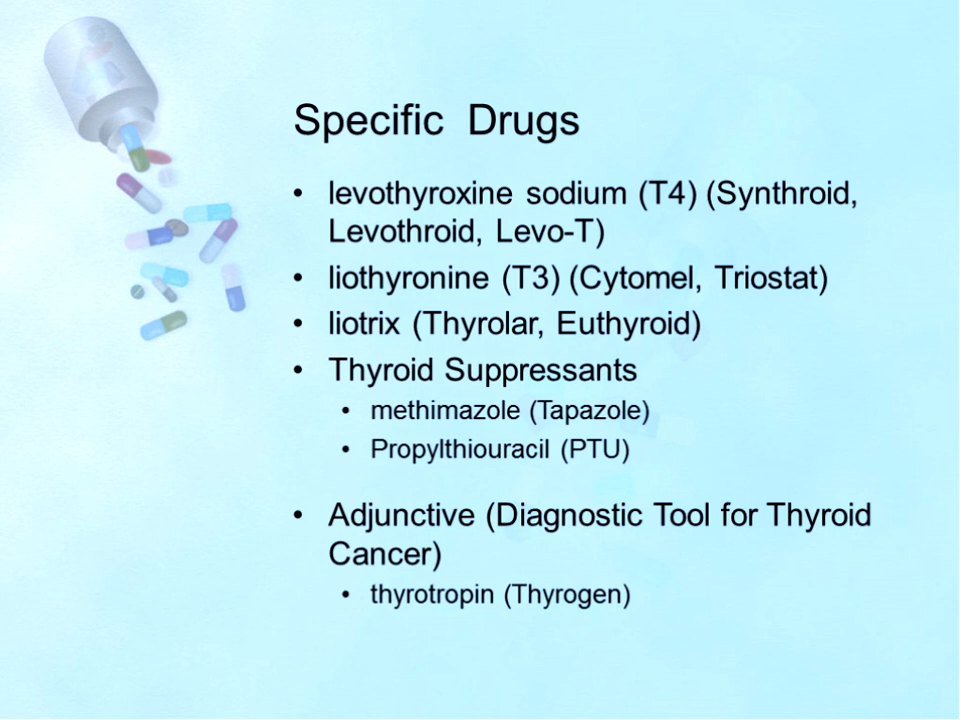 Specific Drugs
• levothyroxine sodium (T4) (Synthroid,
Levothroid, Levo-T)
• liothyronine (T3) (Cytomel, Triostat)
• liotrix (Thyrolar, Euthyroid)
• Thyroid Suppressants
• methimazole (Tapazole)
• Propylthiouracil (PTU)
• Adjunctive (Diagnostic Tool for Thyroid
Cancer)
• thyrotropin (Thyrogen)